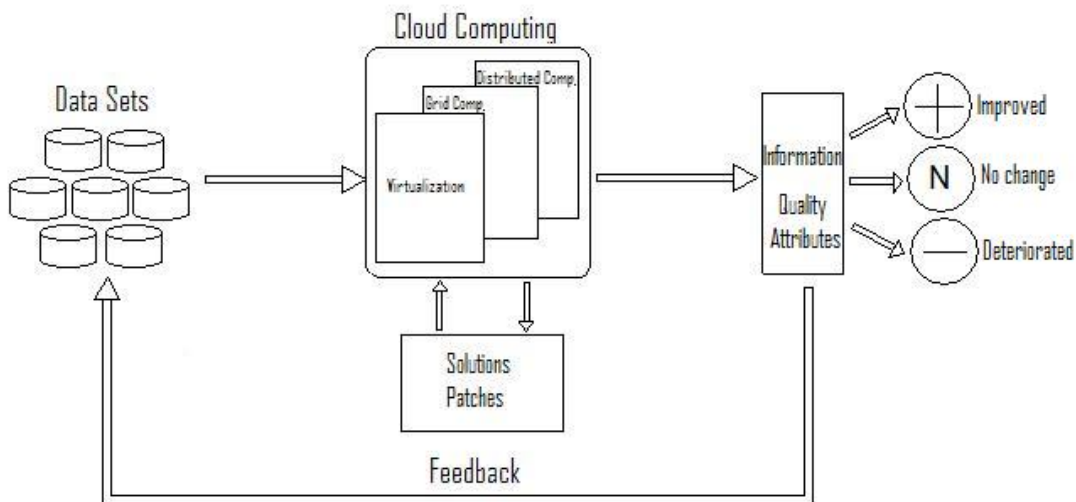 Cloud Computing
Data Sets
Distributed Comp.
Grid Comp.
Virtualization
Information
Quality
Attributes
Improved
N
No change
Deteriorated
Solutions
Patches
Feedback